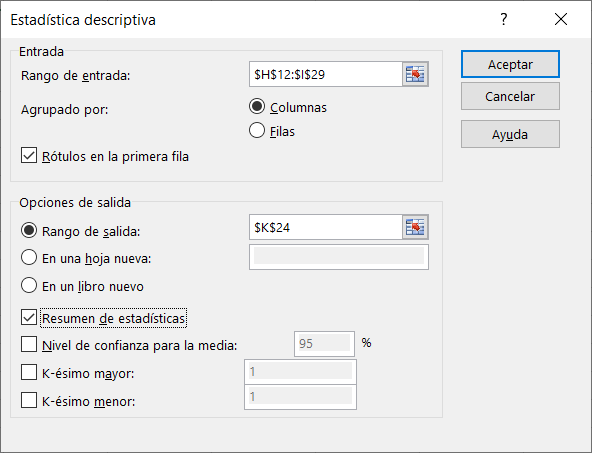 Estadística descriptiva
Entrada
Rango de entrada: $H$12:$I$29
Agrupado por: Columnas
Filas
Rótulos en la primera fila
Aceptar
Cancelar
Ayuda
Opciones de salida
Rango de salida: $K$24
En una hoja nueva:
En un libro nuevo
Resumen de estadísticas
Nivel de confianza para la media: 95 %
K-ésimo mayor: 1
K-ésimo menor: 1